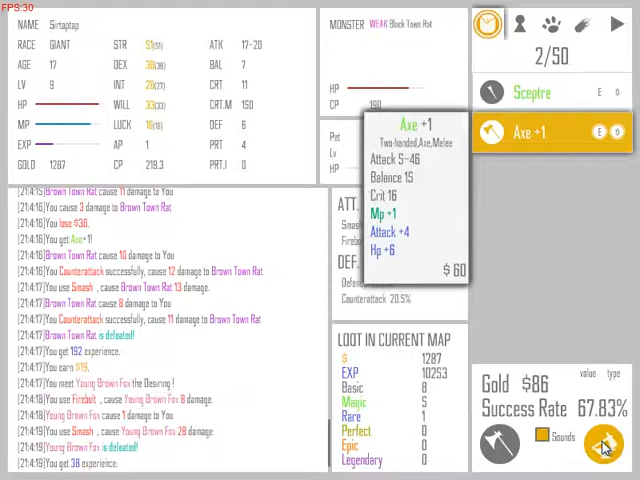 FPS:30
NAME Sirtaptap
RACE GIANT STR 51(51) ATK 17~20
AGE 17 DEX 38(38) BAL 7
LV 9 INT 28(27) CRT 11
HP WILL 33(33) CRT.M 150
MP LUCK 16(16) DEF 6
EXP AP 1 PRT 4
GOLD 1287 CP 219.3 PRT.I 0
MONSTER WEAK Black Town Rat
HP
CP 190
Pet
Lv
HP
2/50
Sceptre E $
Axe +1 E $
Axe +1
Two-handed,Axe,Melee
Attack 5~46
Balance 15
Crit 16
Mp +1
Attack +4
Hp +6
$ 60
[21:4:15]Brown Town Rat cause 11 damage to You
[21:4:16]You cause 3 damage to Brown Town Rat
[21:4:16]You lose $36.
[21:4:16]You get Axe+1!
[21:4:16]Brown Town Rat cause 10 damage to You
[21:4:16]You Counterattack successfully, cause 12 damage to Brown Town Rat
[21:4:17]You use Smash , cause Brown Town Rat 13 damage.
[21:4:17]Brown Town Rat cause 8 damage to You
[21:4:17]You Counterattack successfully, cause 11 damage to Brown Town Rat
[21:4:17]Brown Town Rat is defeated!
[21:4:17]You get 192 experience.
[21:4:17]You earn $19.
[21:4:17]You meet Young Brown Fox the Desiring !
[21:4:18]You use Firebolt , cause Young Brown Fox 8 damage.
[21:4:18]Young Brown Fox cause 1 damage to You
[21:4:19]You use Smash , cause Young Brown Fox 28 damage.
[21:4:19]Young Brown Fox is defeated!
[21:4:19]You get 38 experience.
ATT.
Smas
Firebo
DEF.
Defen
Counterattack 20.5%
LOOT IN CURRENT MAP
$ 1287
EXP 10253
Basic 8
Magic 5
Rare 1
Perfect 0
Epic 0
Legendary 0
value type
Gold $86
Success Rate 67.83%
Sounds